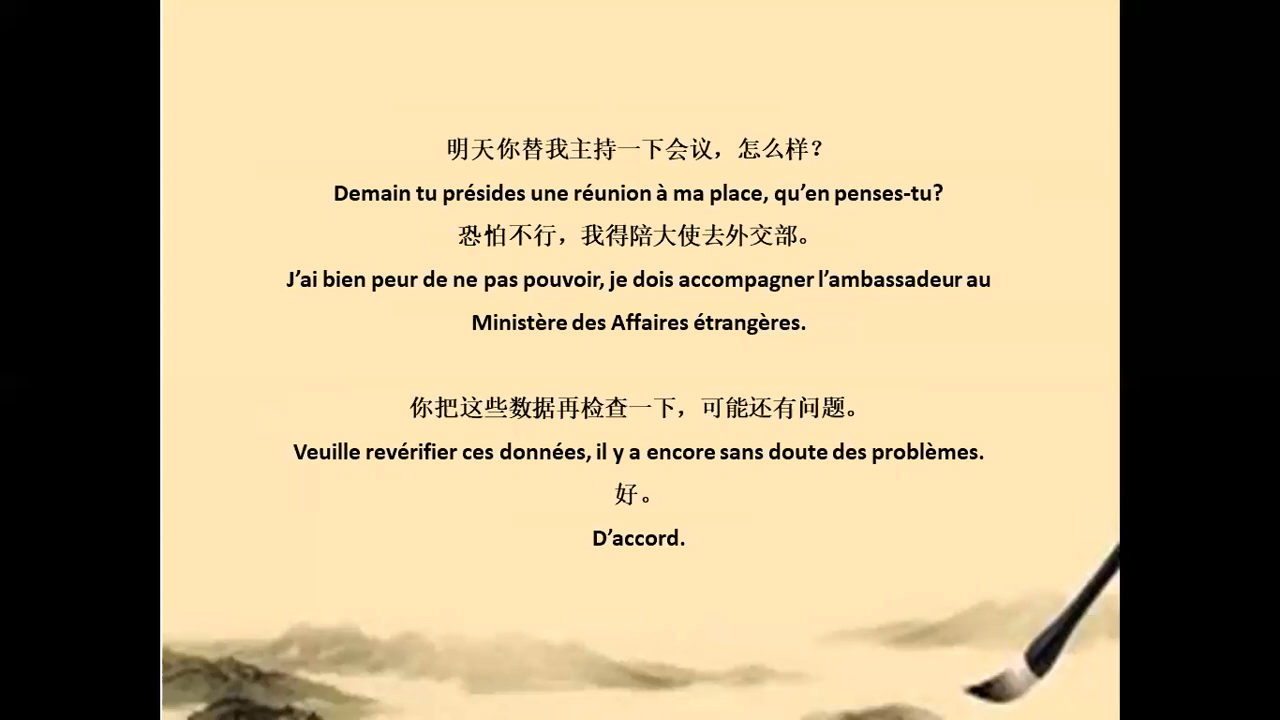 明天你替我主持一下会议，怎么样？
Demain tu présides une réunion à ma place, qu’en penses-tu?
恐怕不行，我得陪大使去外交部。
J’ai bien peur de ne pas pouvoir, je dois accompagner l’ambassadeur au
Ministère des Affaires étrangères.
你把这些数据再检查一下，可能还有问题。
Veuille revérifier ces données, il y a encore sans doute des problèmes.
好。
D’accord.